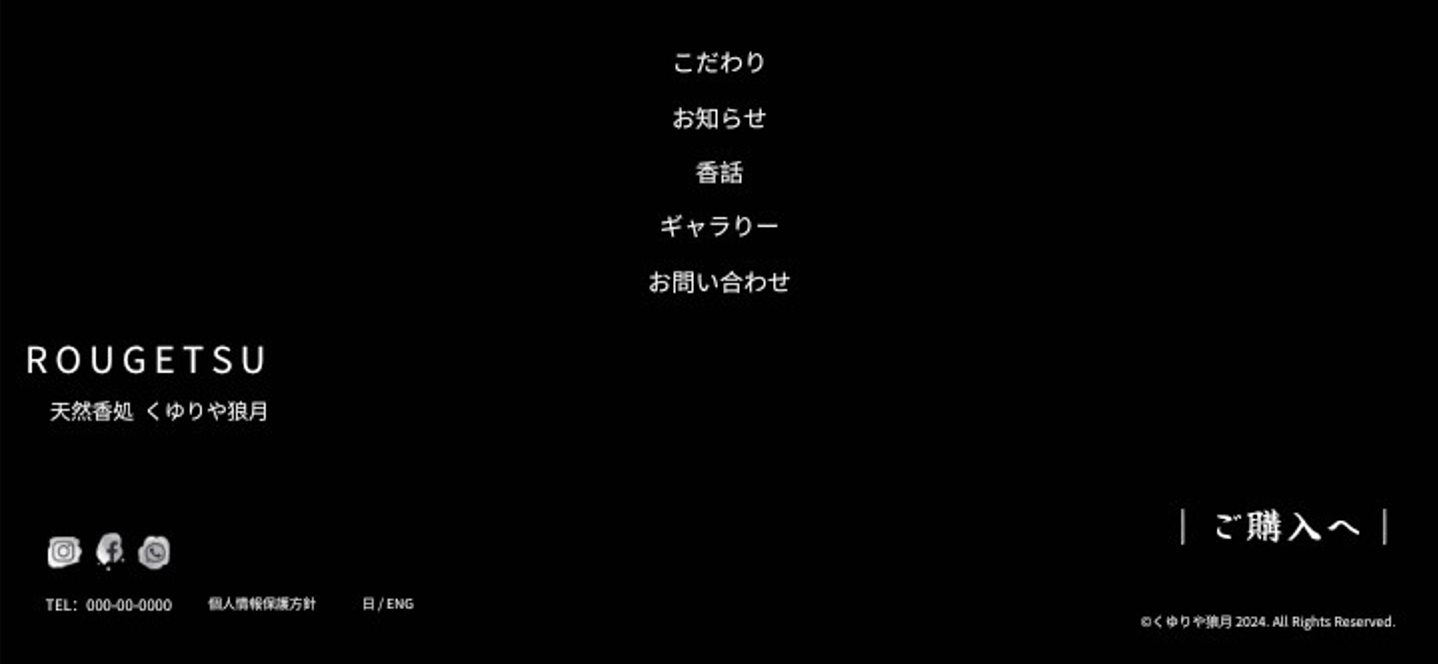 こだわり
お知らせ
香話
ギャラりー
お問い合わせ
ROUGETSU
天然香処 くゆりや狼月
| ご購入へ |
TEL：000-00-0000 個人情報保護方針 日 / ENG
©くゆりや狼月 2024. All Rights Reserved.